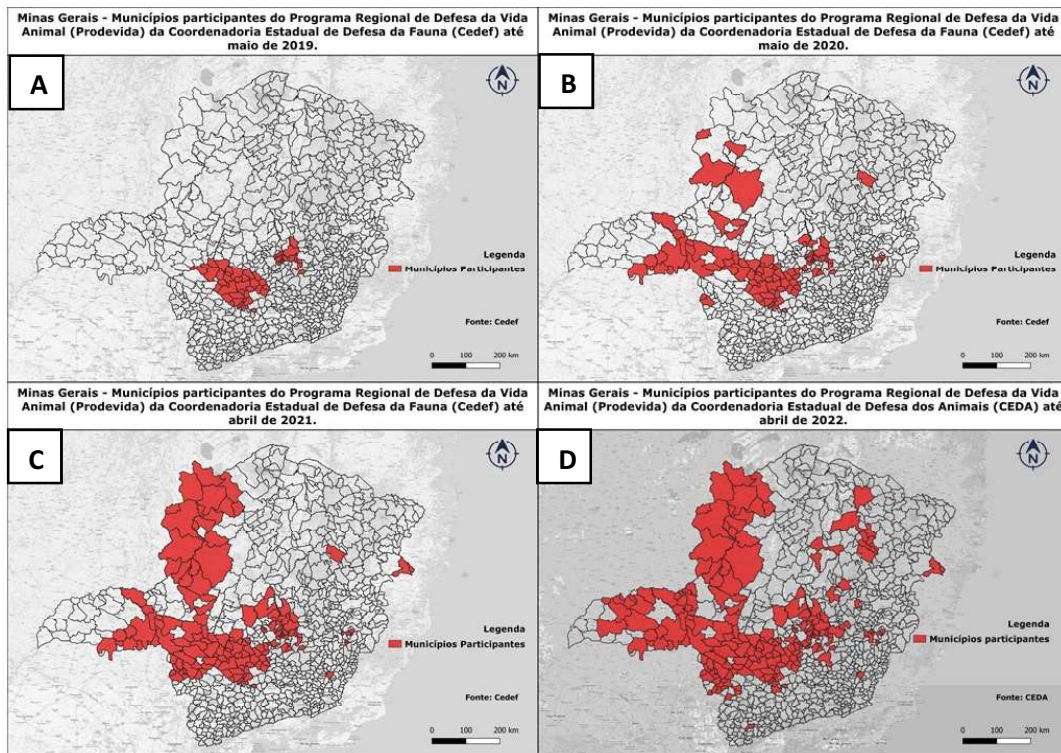 Minas Gerais - Municípios participantes do Programa Regional de Defesa da Vida
Animal (Prodevida) da Coordenadoria Estadual de Defesa da Fauna (Cedef) até
maio de 2019.
A
N
Legenda
Municípios Participantes
Fonte: Cedef
0 100 200 km
Minas Gerais - Municípios participantes do Programa Regional de Defesa da Vida
Animal (Prodevida) da Coordenadoria Estadual de Defesa da Fauna (Cedef) até
maio de 2020.
B
N
Legenda
Municípios Participantes
Fonte: Cedef
0 100 200 km
Minas Gerais - Municípios participantes do Programa Regional de Defesa da Vida
Animal (Prodevida) da Coordenadoria Estadual de Defesa da Fauna (Cedef) até
abril de 2021.
C
N
Legenda
Municípios Participantes
Fonte: Cedef
0 100 200 km
Minas Gerais - Municípios participantes do Programa Regional de Defesa da Vida
Animal (Prodevida) da Coordenadoria Estadual de Defesa dos Animais (CEDA) até
abril de 2022.
D
N
Legenda
Municípios participantes
Fonte: CEDA
0 100 200 km